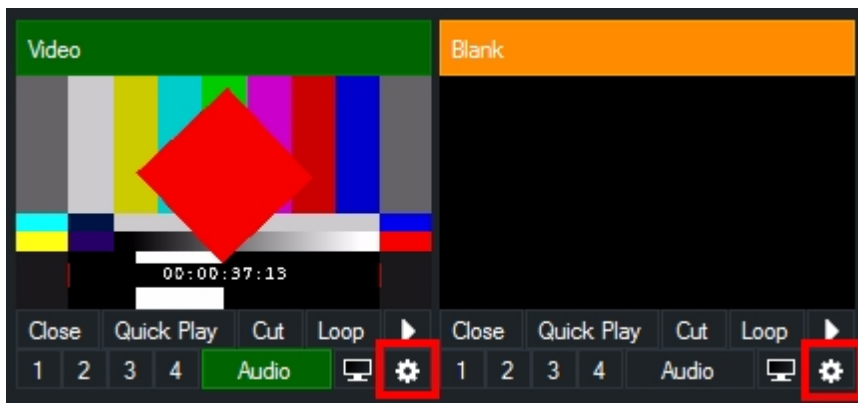 Video
Blank
00:00:37:13
Close Quick Play Cut Loop Close Quick Play Cut Loop
1 2 3 4 Audio 1 2 3 4 Audio